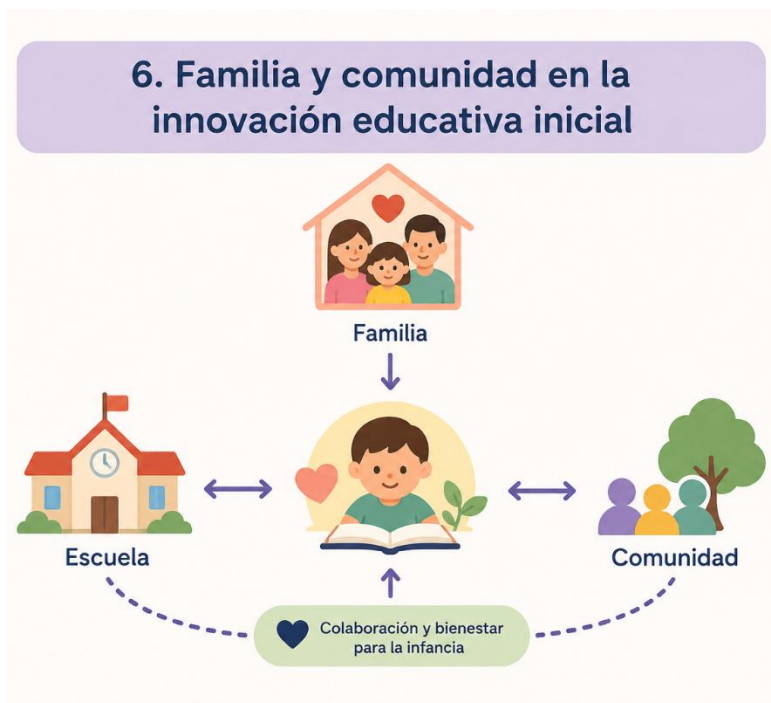 6. Familia y comunidad en la
innovación educativa inicial
Familia
Escuela
Comunidad
Colaboración y bienestar
para la infancia